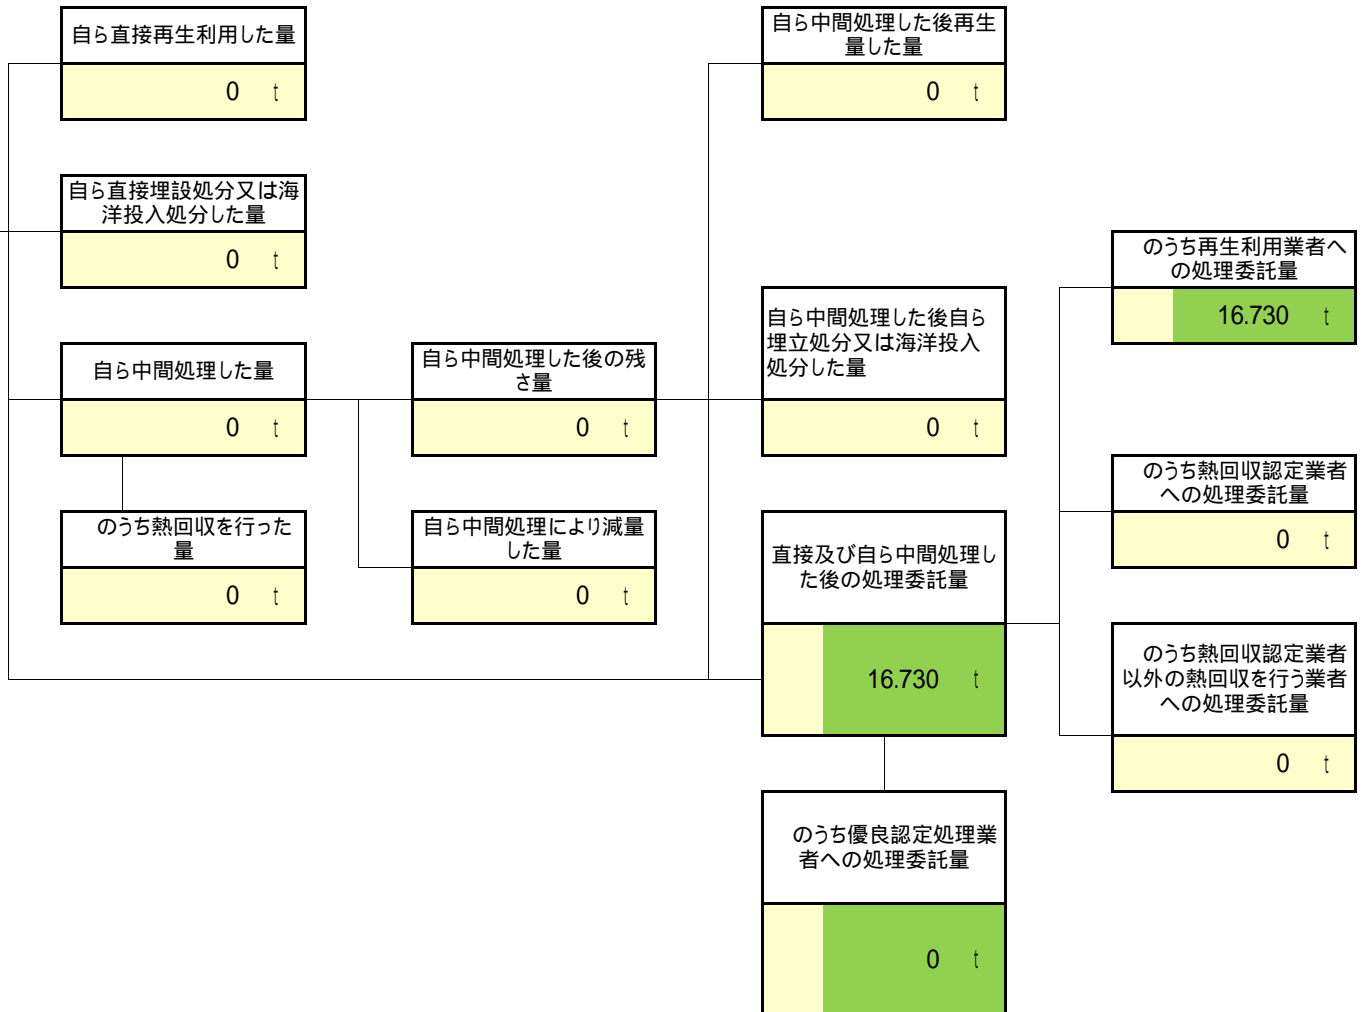 自ら直接再生利用した量
0 t
自ら直接埋設処分又は海
洋投入処分した量
0 t
自ら中間処理した量
0 t
のうち熱回収を行った
量
0 t
自ら中間処理した後の残
さ量
0 t
自ら中間処理により減量
した量
0 t
自ら中間処理した後再生
量した量
0 t
自ら中間処理した後自ら
埋立処分又は海洋投入
処分した量
0 t
直接及び自ら中間処理し
た後の処理委託量
16.730 t
のうち優良認定処理業
者への処理委託量
0 t
のうち再生利用業者へ
の処理委託量
16.730 t
のうち熱回収認定業者
への処理委託量
0 t
のうち熱回収認定業者
以外の熱回収を行う業者
への処理委託量
0 t